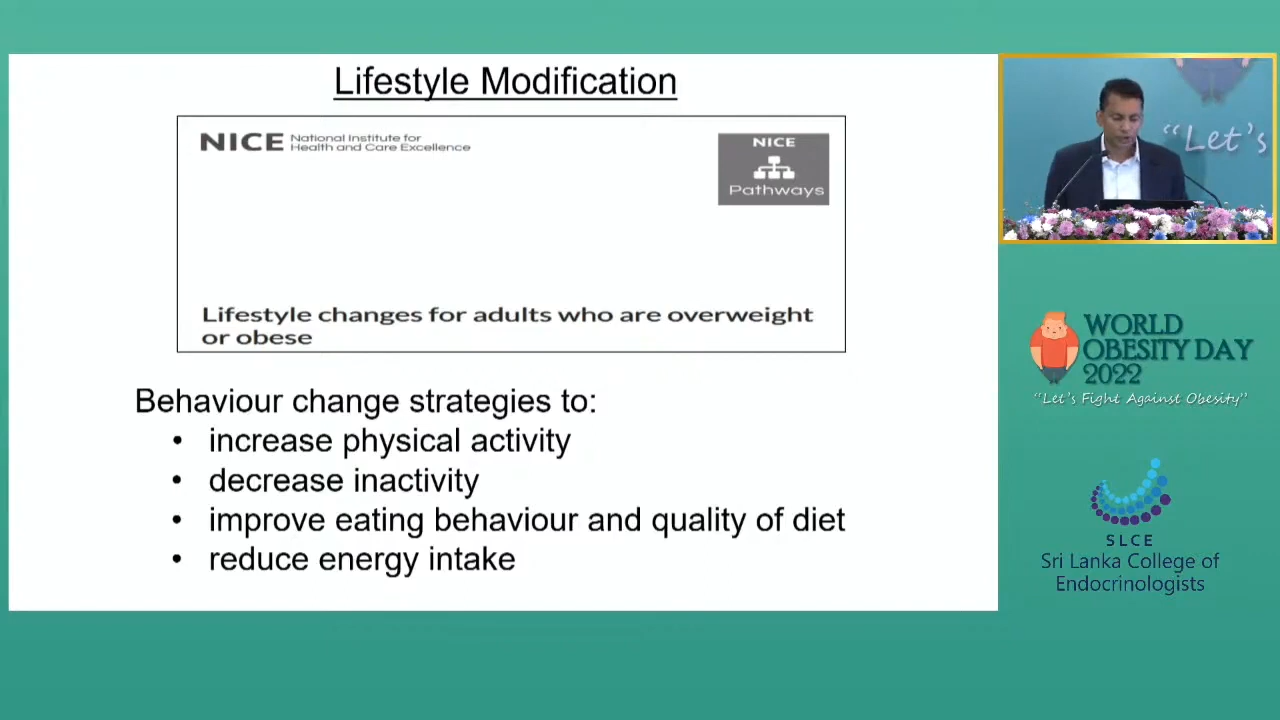 Lifestyle Modification
NICE National Institute for
Health and Care Excellence
NICE
Pathways
Lifestyle changes for adults who are overweight
or obese
Behaviour change strategies to:
• increase physical activity
• decrease inactivity
• improve eating behaviour and quality of diet
• reduce energy intake
“Let’s
WORLD
OBESITY DAY
2022
“Let’s Fight Against Obesity”
SLCE
Sri Lanka College of
Endocrinologists